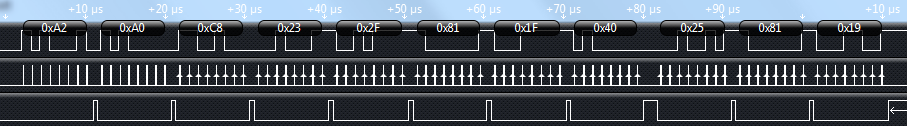 +10 µs +20 µs +30 µs +40 µs +50 µs +60 µs +70 µs +80 µs +90 µs +10 µs
0xA2 0xA0 0xC8 0x23 0x2F 0x81 0x1F 0x40 0x25 0x81 0x19